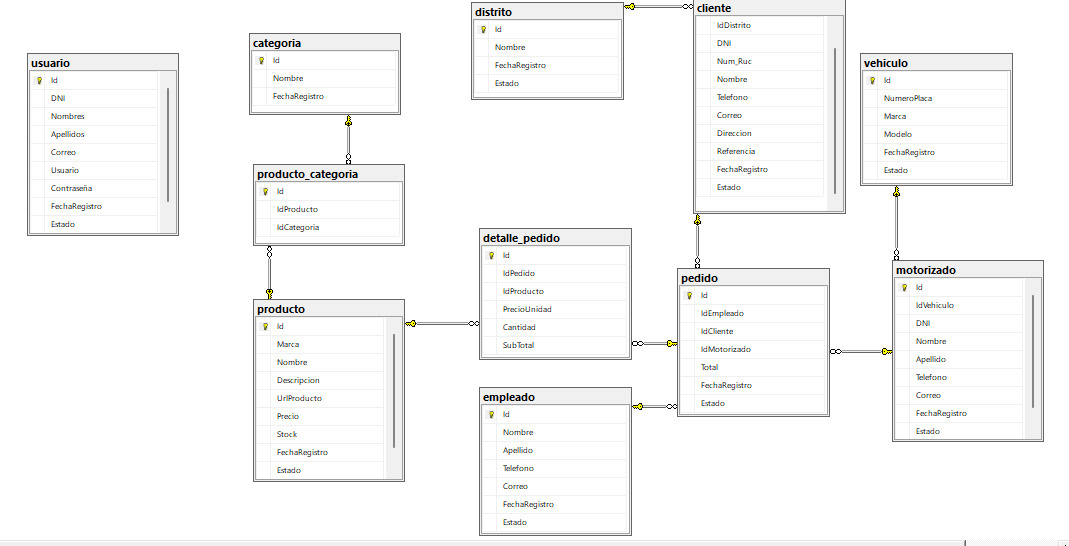 usuario
Id
DNI
Nombres
Apellidos
Correo
Usuario
Contraseña
FechaRegistro
Estado
categoria
Id
Nombre
FechaRegistro
producto_categoria
Id
IdProducto
IdCategoria
producto
Id
Marca
Nombre
Descripcion
UrlProducto
Precio
Stock
FechaRegistro
Estado
distrito
Id
Nombre
FechaRegistro
Estado
detalle_pedido
Id
IdPedido
IdProducto
PrecioUnidad
Cantidad
SubTotal
empleado
Id
Nombre
Apellido
Telefono
Correo
FechaRegistro
Estado
cliente
IdDistrito
DNI
Num_Ruc
Nombre
Telefono
Correo
Direccion
Referencia
FechaRegistro
Estado
pedido
Id
IdEmpleado
IdCliente
IdMotorizado
Total
FechaRegistro
Estado
vehiculo
Id
NumeroPlaca
Marca
Modelo
FechaRegistro
Estado
motorizado
Id
IdVehiculo
DNI
Nombre
Apellido
Telefono
Correo
FechaRegistro
Estado